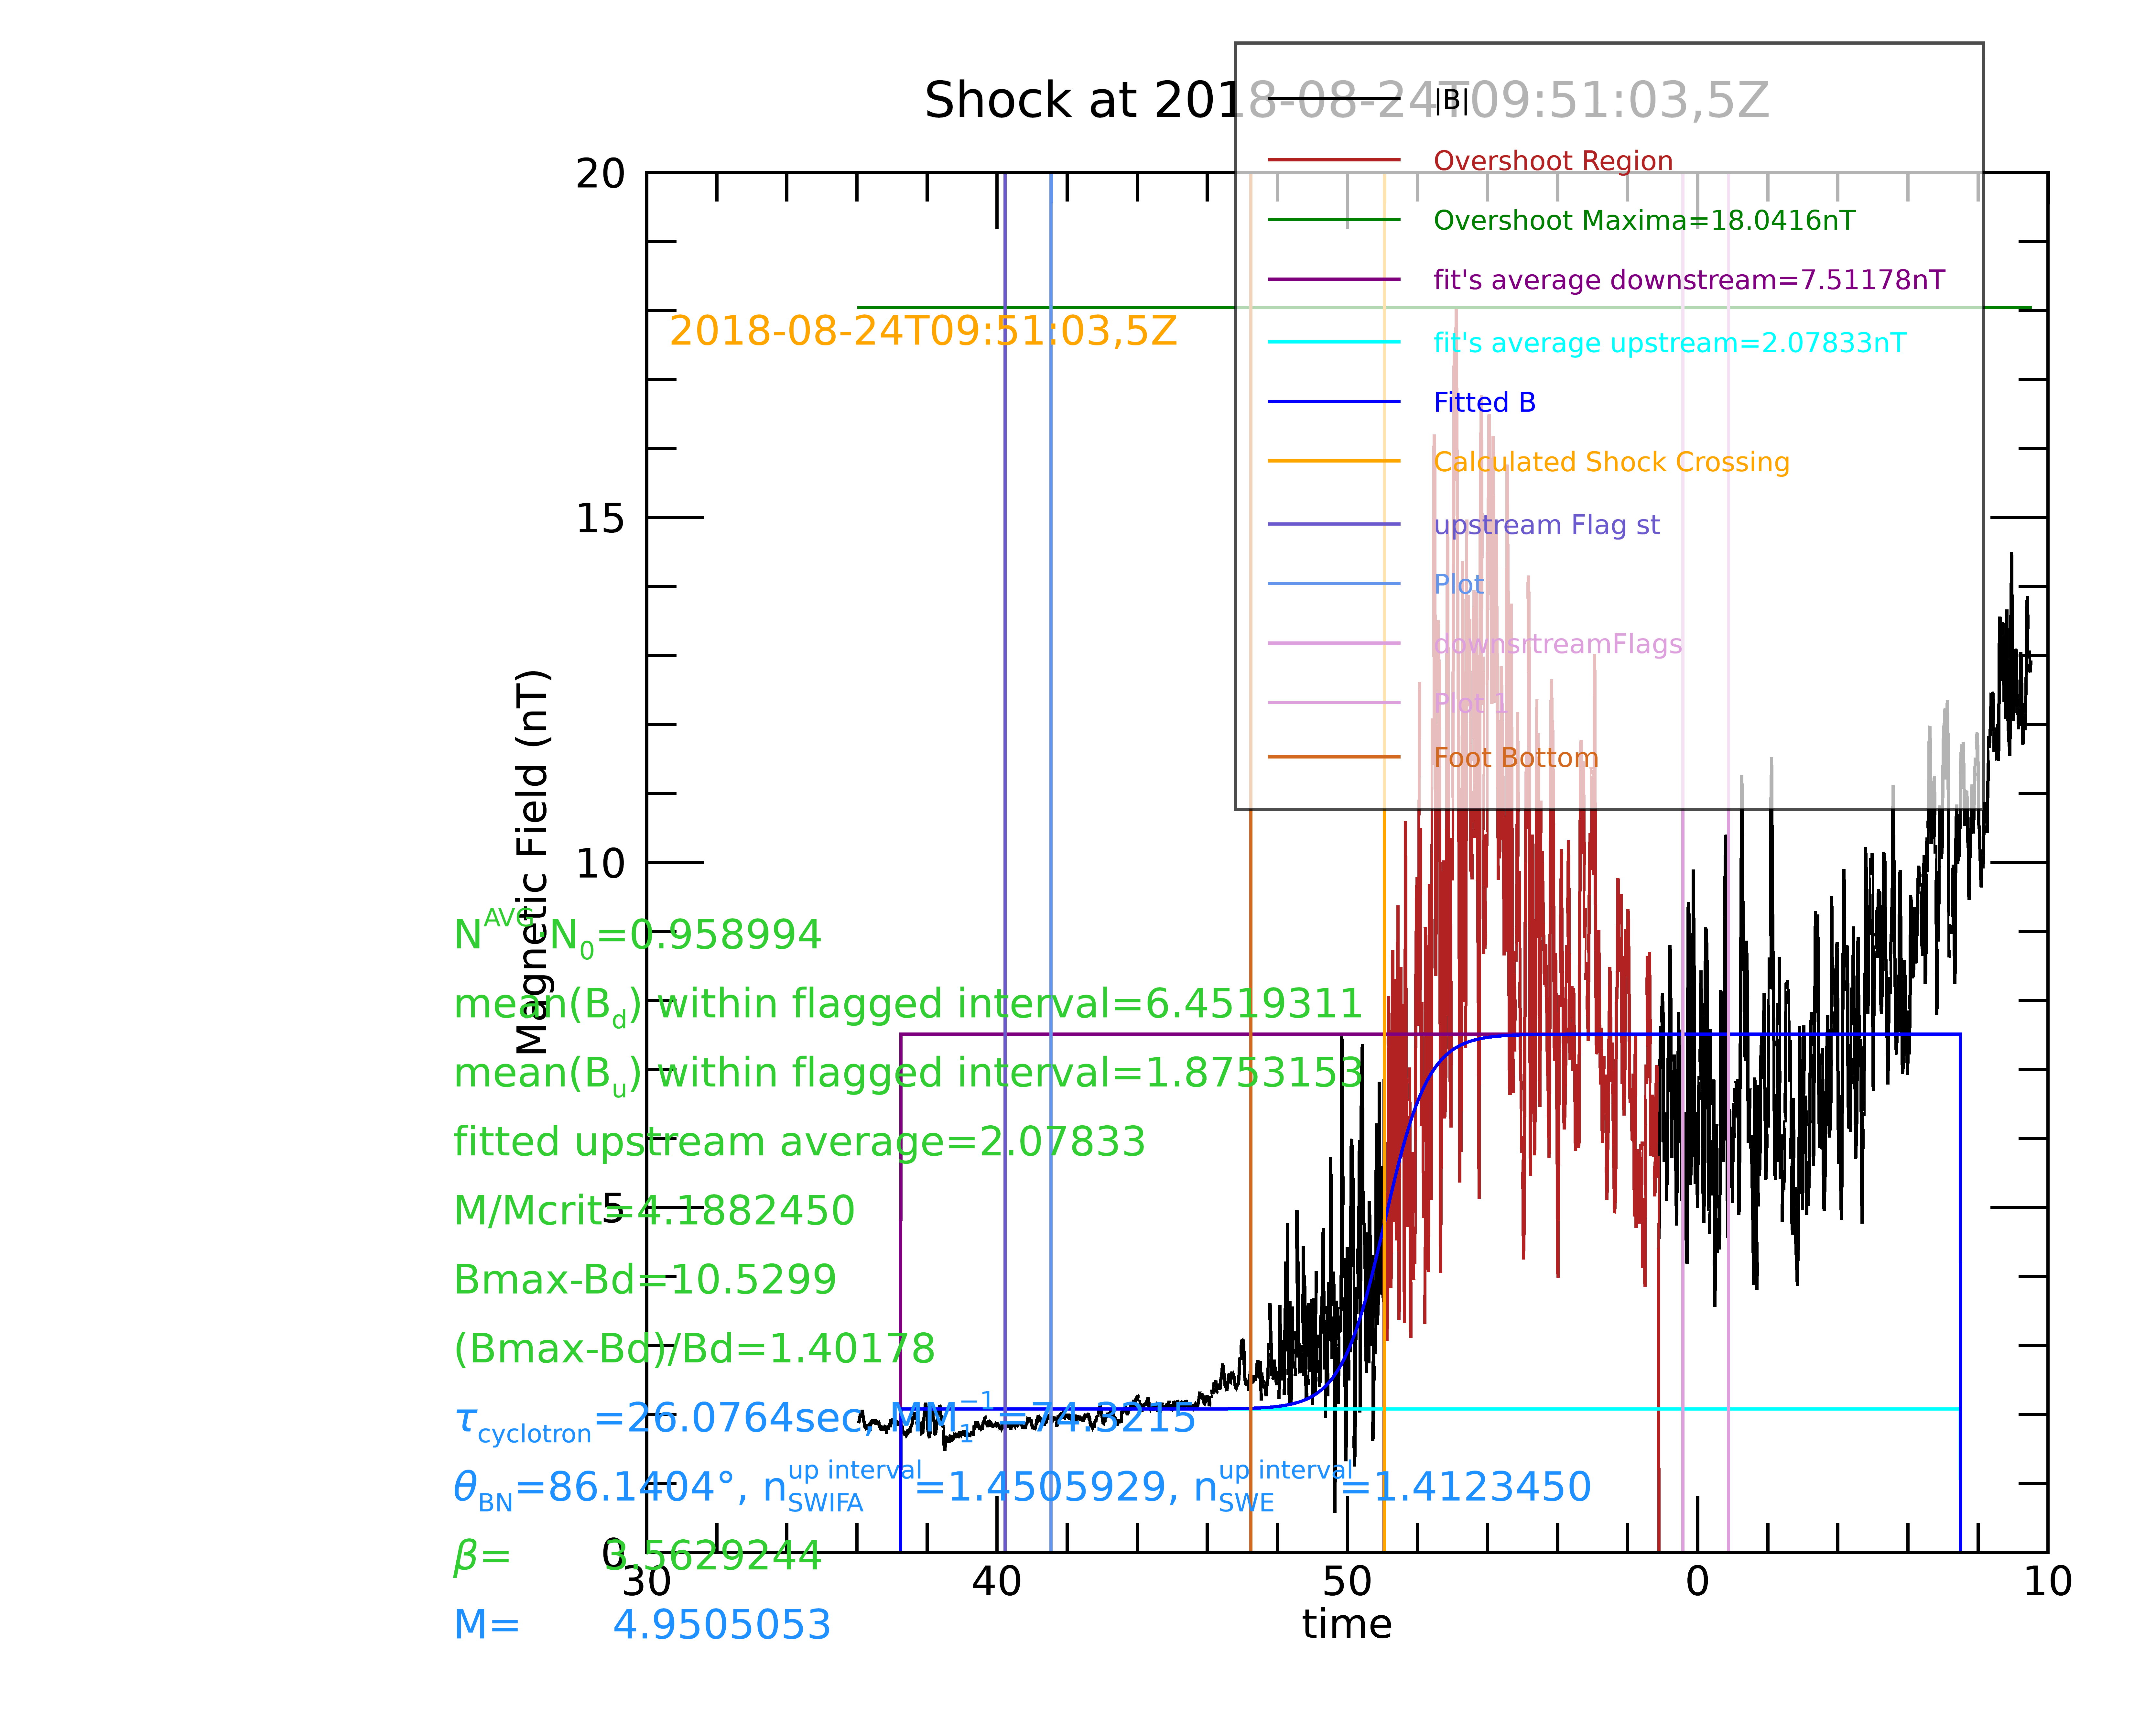 Shock at 2018-08-24T09:51:03,5Z
|B|
Overshoot Region
Overshoot Maxima=18.0416nT
fit's average downstream=7.51178nT
fit's average upstream=2.07833nT
Fitted B
Calculated Shock Crossing
upstream Flag st
Plot
downsrtreamFlags
Plot 1
Foot Bottom
2018-08-24T09:51:03,5Z
20
15
10
5
0
Magnetic Field (nT)
N^AVG·N_0=0.958994
mean(B_d) within flagged interval=6.4519311
mean(B_u) within flagged interval=1.8753153
fitted upstream average=2.07833
M/Mcrit=4.1882450
Bmax-Bd=10.5299
(Bmax-Bd)/Bd=1.40178
τ_cyclotron=26.0764sec, MM_1^−1=74.3215
θ_BN=86.1404°, n_SWIFA^up interval=1.4505929, n_SWE^up interval=1.4123450
β= 3.5629244
M= 4.9505053
30 40 50 0 10
time